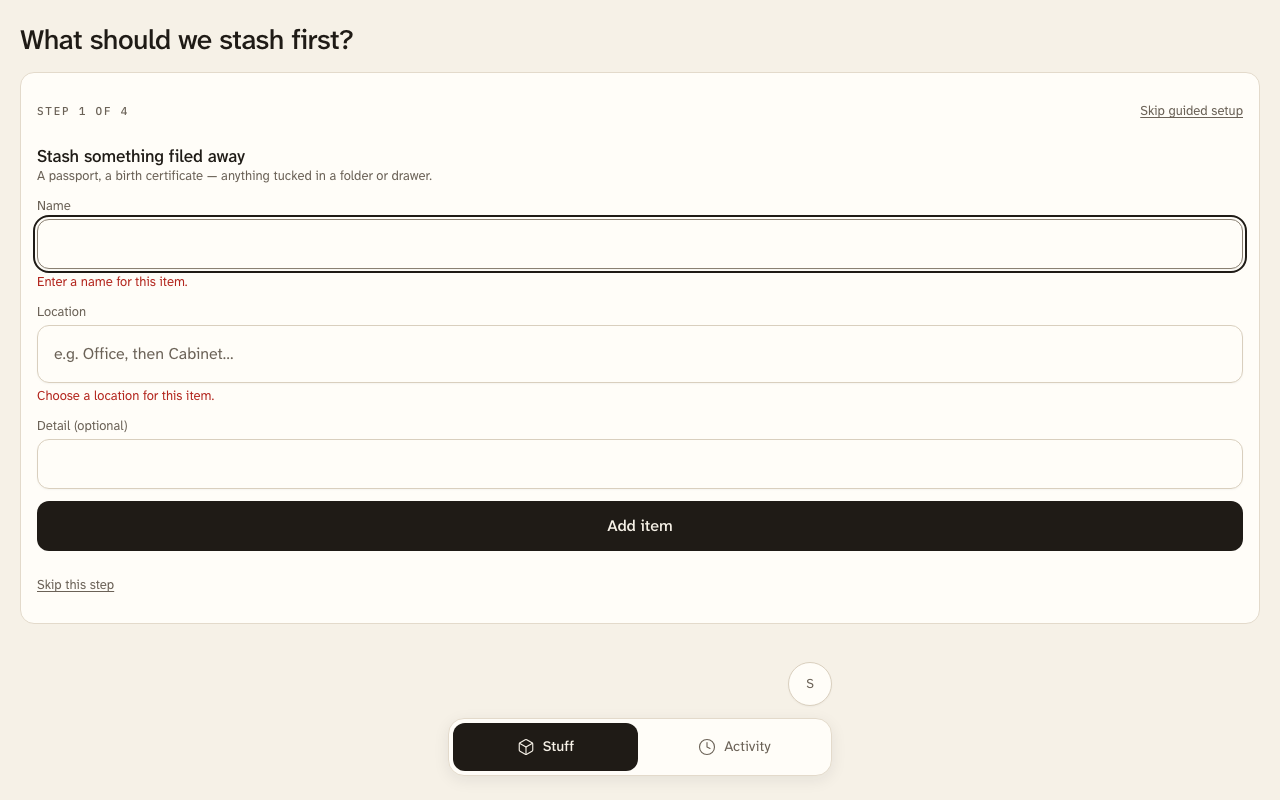 What should we stash first?
STEP 1 OF 4
Skip guided setup
Stash something filed away
A passport, a birth certificate — anything tucked in a folder or drawer.
Name
Enter a name for this item.
Location
e.g. Office, then Cabinet...
Choose a location for this item.
Detail (optional)
Add item
Skip this step
S
Stuff
Activity